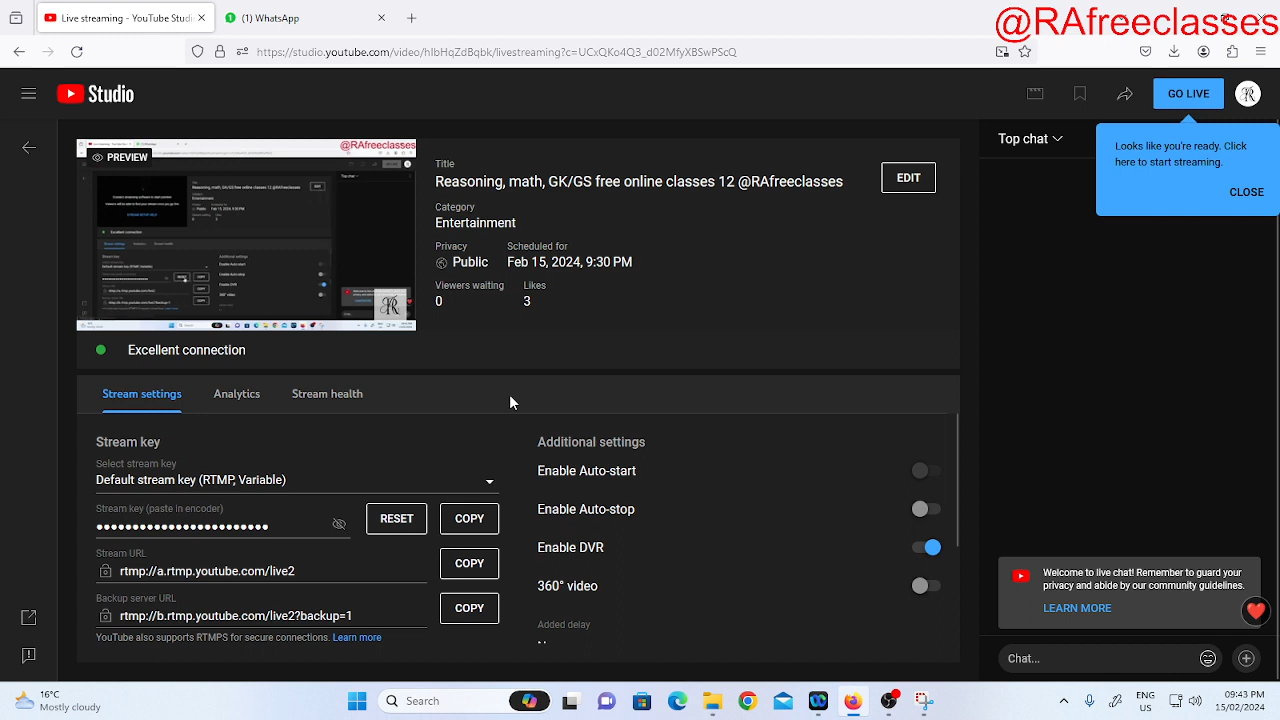 Live streaming - YouTube Studi
(1) WhatsApp
@RAfreeclasses
https://studio.youtube.com/video/hIbHqZdBqpk/livestreaming?c=UCxQKo4Q3_d02MfyXBSwPScQ
Studio
GO LIVE
PREVIEW
Title
Reasoning, math, GK/GS free online classes 12 @RAfreeclasses
EDIT
Category
Entertainment
Privacy
Scheduled for
Public
Feb 15
9:30 PM
Viewers waiting
Likes
0
3
Top chat
Looks like you're ready. Click
here to start streaming.
CLOSE
Excellent connection
Stream settings
Analytics
Stream health
Stream key
Select stream key
Default stream key (RTMP, Variable)
Stream key (paste in encoder)
RESET
COPY
Stream URL
rtmp://a.rtmp.youtube.com/live2
COPY
Backup server URL
rtmp://b.rtmp.youtube.com/live2?backup=1
COPY
YouTube also supports RTMPS for secure connections. Learn more
Additional settings
Enable Auto-start
Enable Auto-stop
Enable DVR
360° video
Added delay
Welcome to live chat! Remember to guard your
privacy and abide by our community guidelines.
LEARN MORE
Chat...
16°C
Mostly cloudy
Search
ENG
US
9:43 PM
15/02/2024